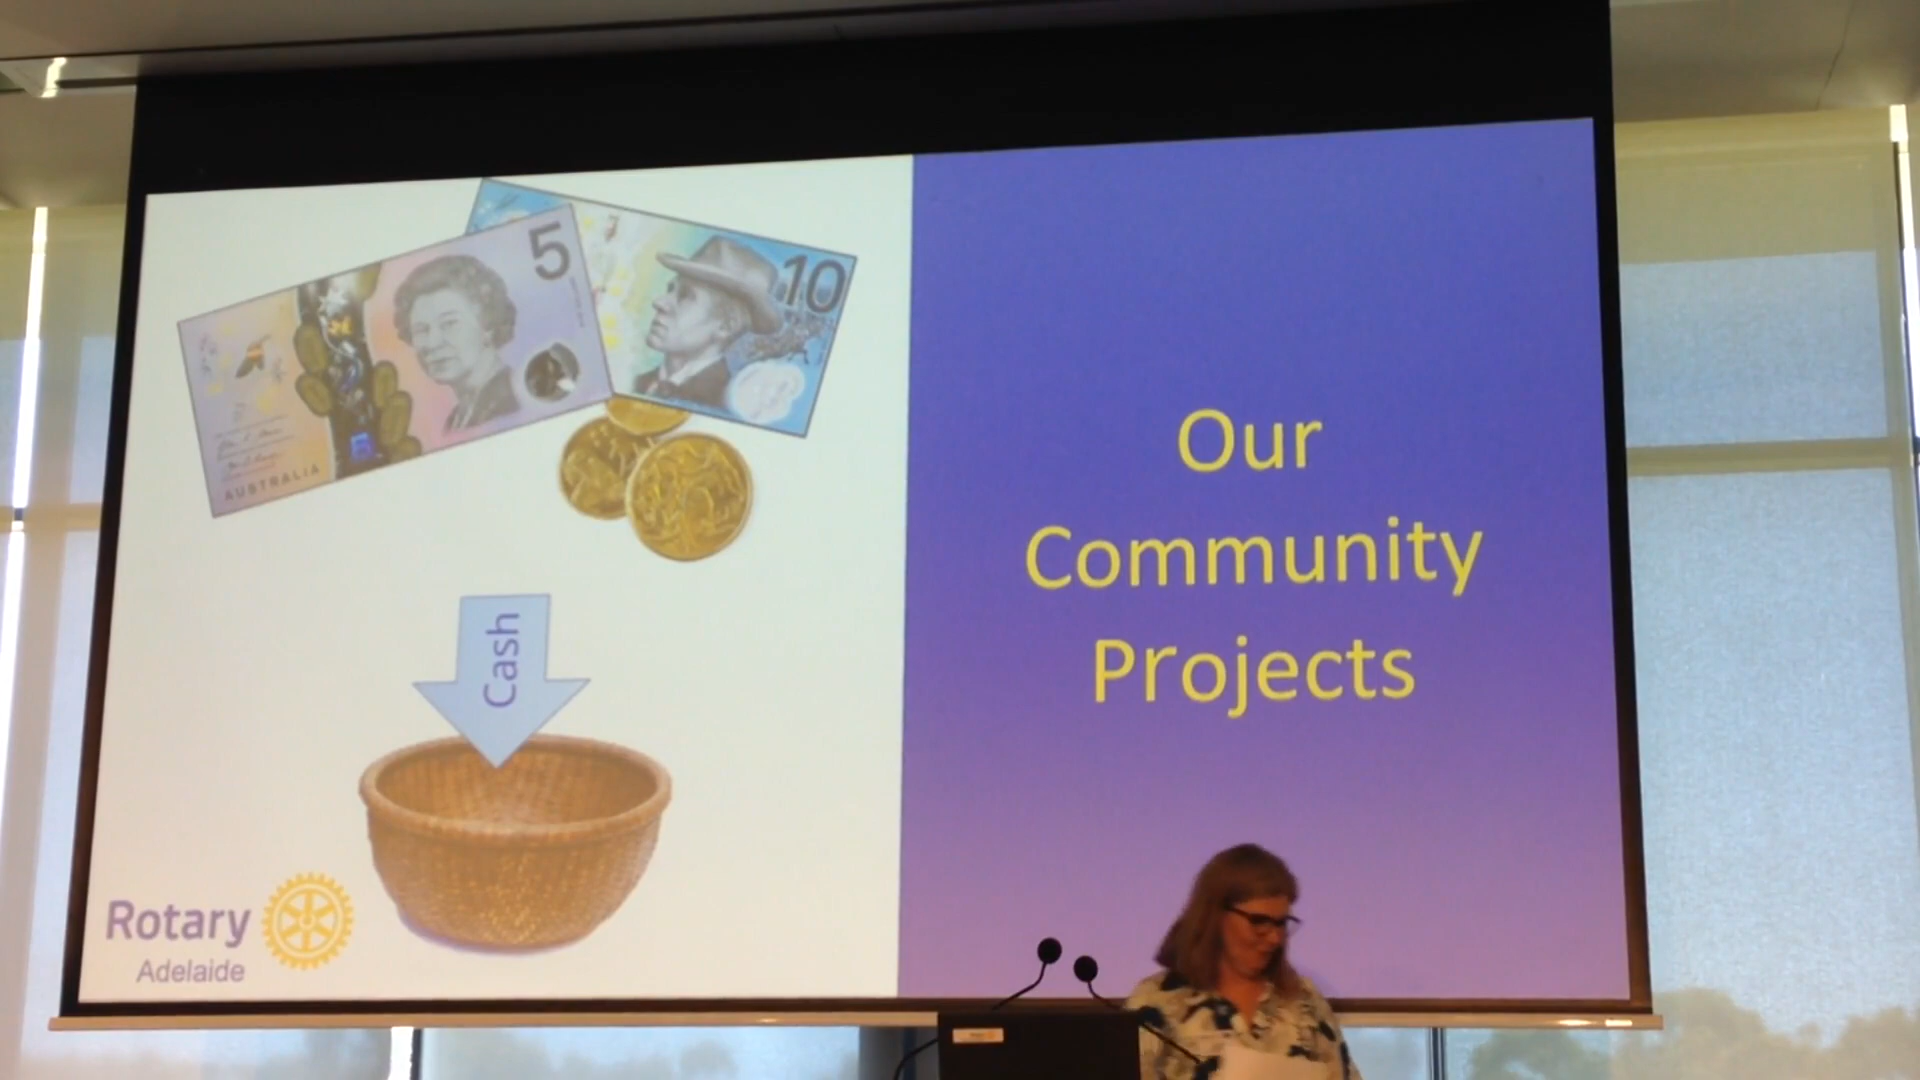 5
10
AUSTRALIA
Cash
Rotary
Adelaide
Our
Community
Projects